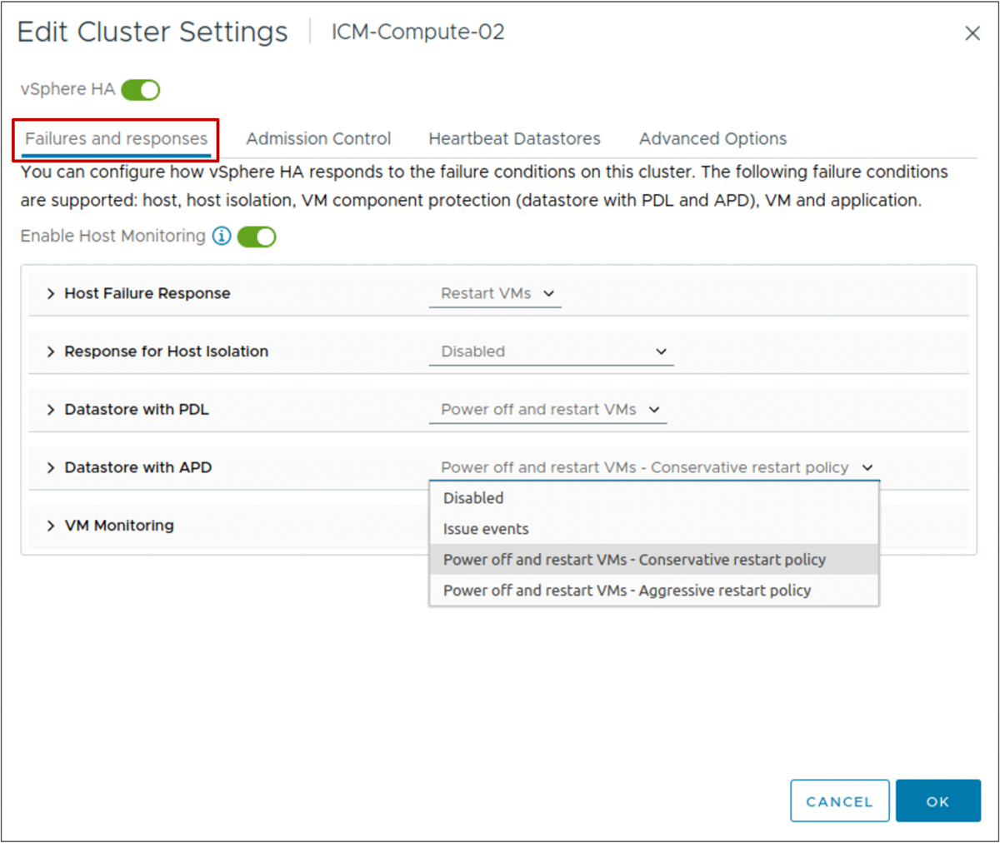 Edit Cluster Settings ICM-Compute-02
vSphere HA
Failures and responses Admission Control Heartbeat Datastores Advanced Options
You can configure how vSphere HA responds to the failure conditions on this cluster. The following failure conditions
are supported: host, host isolation, VM component protection (datastore with PDL and APD), VM and application.
Enable Host Monitoring
Host Failure Response Restart VMs
Response for Host Isolation Disabled
Datastore with PDL Power off and restart VMs
Datastore with APD Power off and restart VMs - Conservative restart policy
Disabled
VM Monitoring Issue events
Power off and restart VMs - Conservative restart policy
Power off and restart VMs - Aggressive restart policy
CANCEL OK